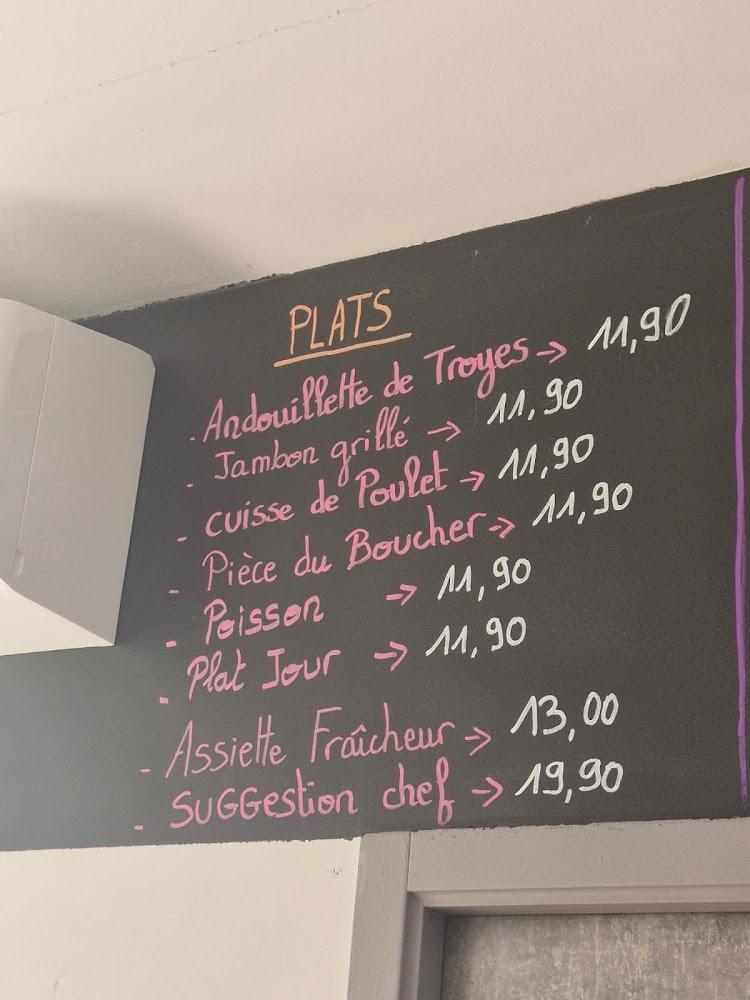 PLATS
- Andouillette de Troyes → 11,90
- Jambon grillé → 11,90
- cuisse de Poulet → 11,90
- Pièce du Boucher → 11,90
- Poisson → 11,90
- Plat Jour → 11,90
- Assiette Fraîcheur → 13,00
- SUGGestion chef → 19,90